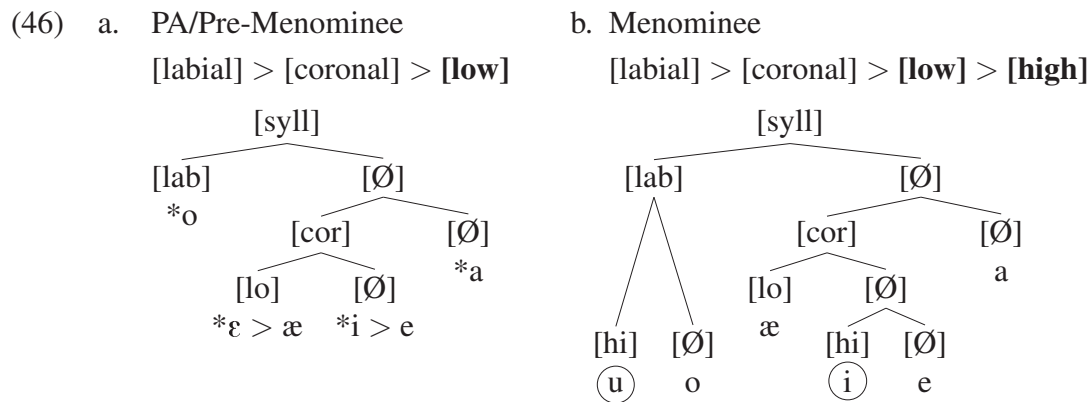 (46) a. PA/Pre-Menominee b. Menominee
[labial] > [coronal] > [low] [labial] > [coronal] > [low] > [high]
[syll] [syll]
[lab] [Ø] [lab] [Ø]
*o
[cor] [Ø] [cor] [Ø]
*a a
[lo] [Ø] [lo] [Ø]
*ɛ > æ *i > e æ
[hi] [Ø] [hi] [Ø]
u o i e